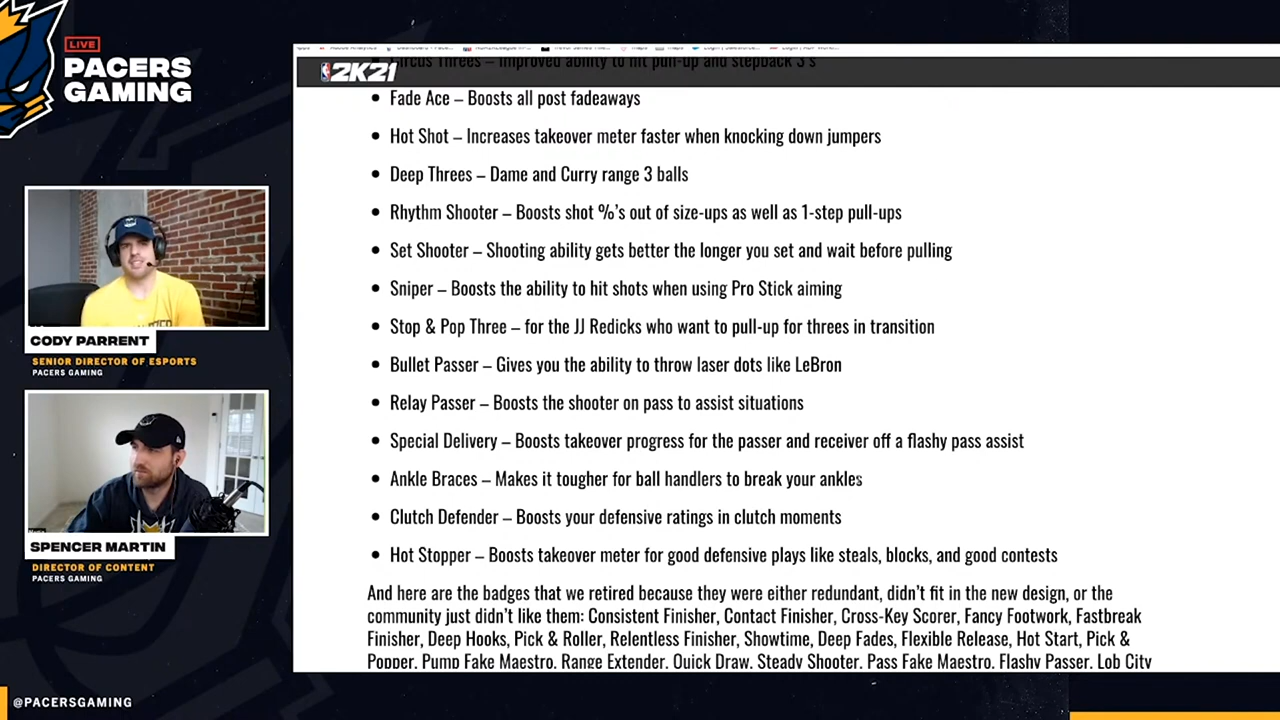 LIVE
PACERS
GAMING
2K21
Circus Threes – Improved ability to hit pull-up and stepback 3's
• Fade Ace – Boosts all post fadeaways
• Hot Shot – Increases takeover meter faster when knocking down jumpers
• Deep Threes – Dame and Curry range 3 balls
• Rhythm Shooter – Boosts shot %'s out of size-ups as well as 1-step pull-ups
• Set Shooter – Shooting ability gets better the longer you set and wait before pulling
• Sniper – Boosts the ability to hit shots when using Pro Stick aiming
• Stop & Pop Three – for the JJ Redicks who want to pull-up for threes in transition
• Bullet Passer – Gives you the ability to throw laser dots like LeBron
• Relay Passer – Boosts the shooter on pass to assist situations
• Special Delivery – Boosts takeover progress for the passer and receiver off a flashy pass assist
• Ankle Braces – Makes it tougher for ball handlers to break your ankles
• Clutch Defender – Boosts your defensive ratings in clutch moments
• Hot Stopper – Boosts takeover meter for good defensive plays like steals, blocks, and good contests
And here are the badges that we retired because they were either redundant, didn't fit in the new design, or the
community just didn't like them: Consistent Finisher, Contact Finisher, Cross-Key Scorer, Fancy Footwork, Fastbreak
Finisher, Deep Hooks, Pick & Roller, Relentless Finisher, Showtime, Deep Fades, Flexible Release, Hot Start, Pick &
Popper, Pump Fake Maestro, Range Extender, Quick Draw, Steady Shooter, Pass Fake Maestro, Flashy Passer, Lob City
CODY PARRENT
SENIOR DIRECTOR OF ESPORTS
PACERS GAMING
SPENCER MARTIN
DIRECTOR OF CONTENT
PACERS GAMING
@PACERSGAMING